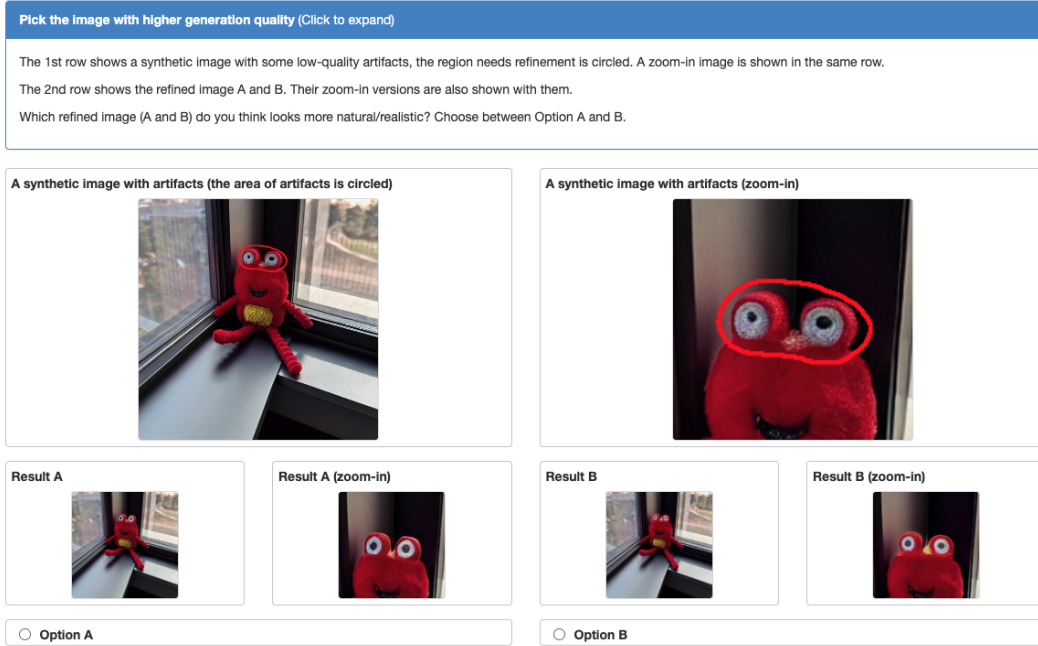 Pick the image with higher generation quality (Click to expand)
The 1st row shows a synthetic image with some low-quality artifacts, the region needs refinement is circled. A zoom-in image is shown in the same row.
The 2nd row shows the refined image A and B. Their zoom-in versions are also shown with them.
Which refined image (A and B) do you think looks more natural/realistic? Choose between Option A and B.
A synthetic image with artifacts (the area of artifacts is circled)
A synthetic image with artifacts (zoom-in)
Result A
Result A (zoom-in)
Result B
Result B (zoom-in)
Option A
Option B